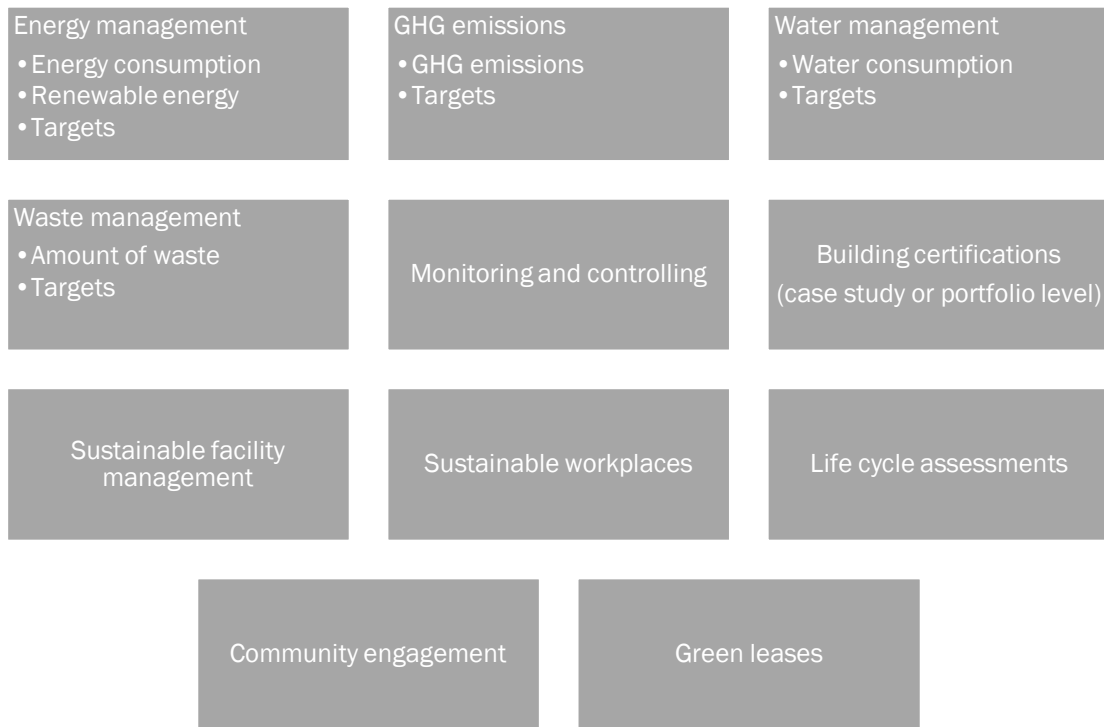 Energy management
•Energy consumption
•Renewable energy
•Targets
GHG emissions
•GHG emissions
•Targets
Water management
•Water consumption
•Targets
Waste management
•Amount of waste
•Targets
Monitoring and controlling
Building certifications
(case study or portfolio level)
Sustainable facility
management
Sustainable workplaces
Life cycle assessments
Community engagement
Green leases